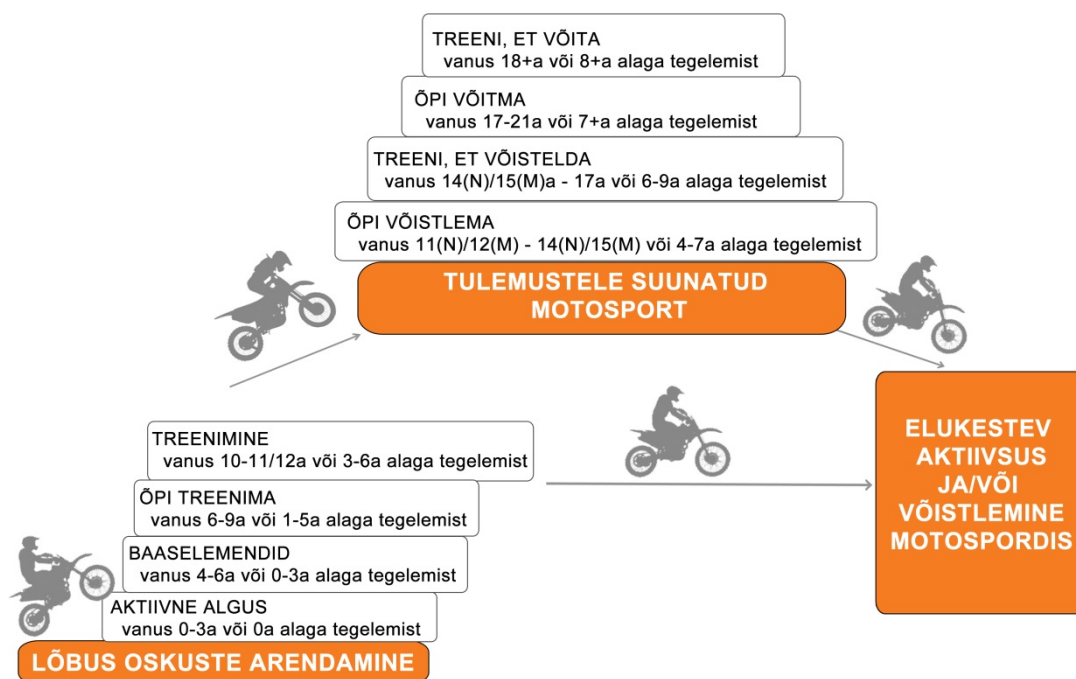 TREENI, ET VÕITA
vanus 18+a või 8+a alaga tegelemist
ÕPI VÕITMA
vanus 17-21a või 7+a alaga tegelemist
TREENI, ET VÕISTELDA
vanus 14(N)/15(M)a - 17a või 6-9a alaga tegelemist
ÕPI VÕISTLEMA
vanus 11(N)/12(M) - 14(N)/15(M) või 4-7a alaga tegelemist
TULEMUSTELE SUUNATUD
MOTOSPORT
TREENIMINE
vanus 10-11/12a või 3-6a alaga tegelemist
ÕPI TREENIMA
vanus 6-9a või 1-5a alaga tegelemist
BAASELEMENDID
vanus 4-6a või 0-3a alaga tegelemist
AKTIIVNE ALGUS
vanus 0-3a või 0a alaga tegelemist
LÕBUS OSKUSTE ARENDAMINE
ELUKESTEV
AKTIIVSUS
JA/VÕI
VÕISTLEMINE
MOTOSPORDIS